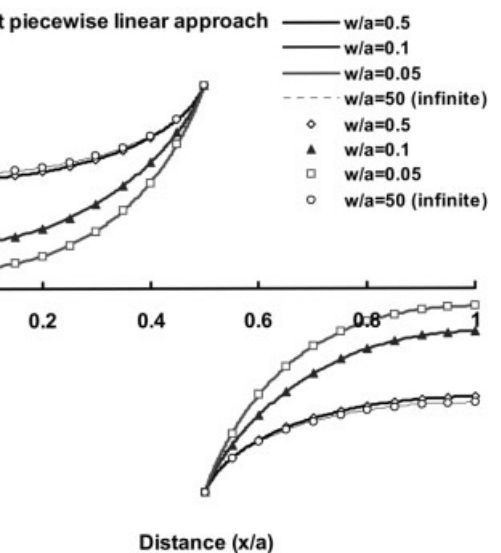 t piecewise linear approach
w/a=0.5
w/a=0.1
w/a=0.05
w/a=50 (infinite)
w/a=0.5
w/a=0.1
w/a=0.05
w/a=50 (infinite)
0.2 0.4 0.6 0.8 1
Distance (x/a)